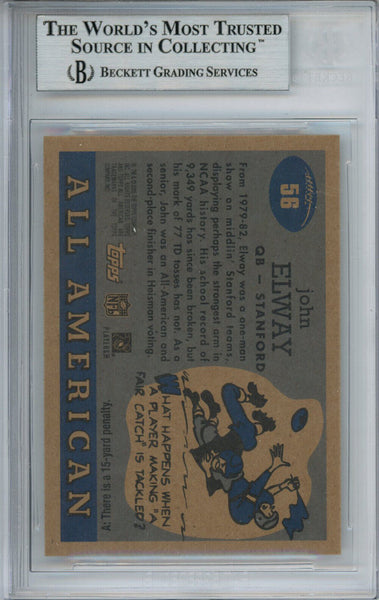 THE WORLD'S MOST TRUSTED
SOURCE IN COLLECTING™
BECKETT GRADING SERVICES
B
56
john
ELWAY
QB — STANFORD
From 1979-82, Elway was a one-man
show on middlin' Stanford teams,
displaying perhaps the strongest arm in
NCAA history. His school record of
9,349 yards has since been broken, but
his mark of 77 TD tosses has not. As a
senior, John was an All-American and
second-place finisher in Heisman voting.
WHAT HAPPENS WHEN
A PLAYER MAKING "A
FAIR CATCH" IS TACKLED?
A: There is a 15-yard penalty.
topps
NFL
PLAYERS
ALL AMERICAN